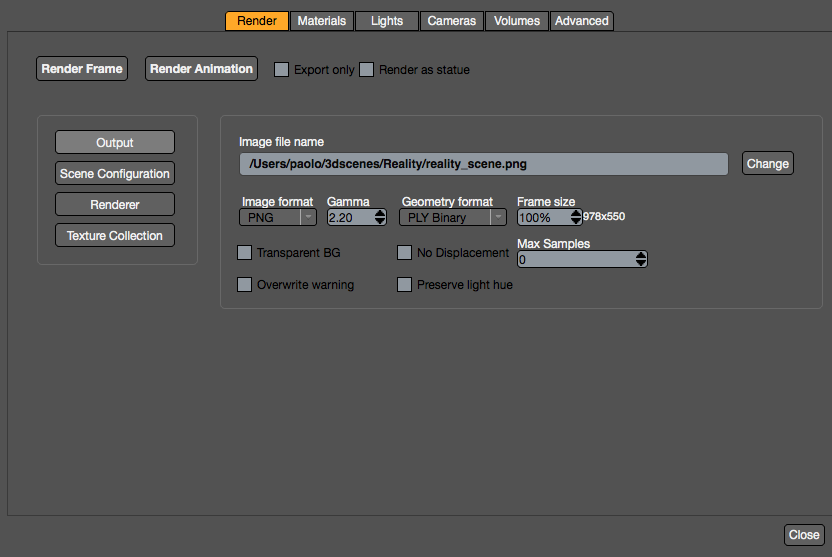 Render Materials Lights Cameras Volumes Advanced
Render Frame Render Animation Export only Render as statue
Output
Scene Configuration
Renderer
Texture Collection
Image file name
/Users/paolo/3dscenes/Reality/reality_scene.png Change
Image format Gamma Geometry format Frame size
PNG 2.20 PLY Binary 100% 978x550
Transparent BG No Displacement Max Samples
0
Overwrite warning Preserve light hue
Close